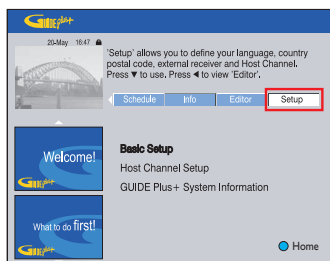 GUIDE Plus+
20-May 16:47
'Setup' allows you to define your language, country
postal code, external receiver and Host Channel.
Press ▼ to use. Press ◄ to view 'Editor'.
Schedule Info Editor Setup
Welcome!
GUIDE Plus+
Basic Setup
Host Channel Setup
GUIDE Plus+ System Information
What to do first!
GUIDE Plus+
Home